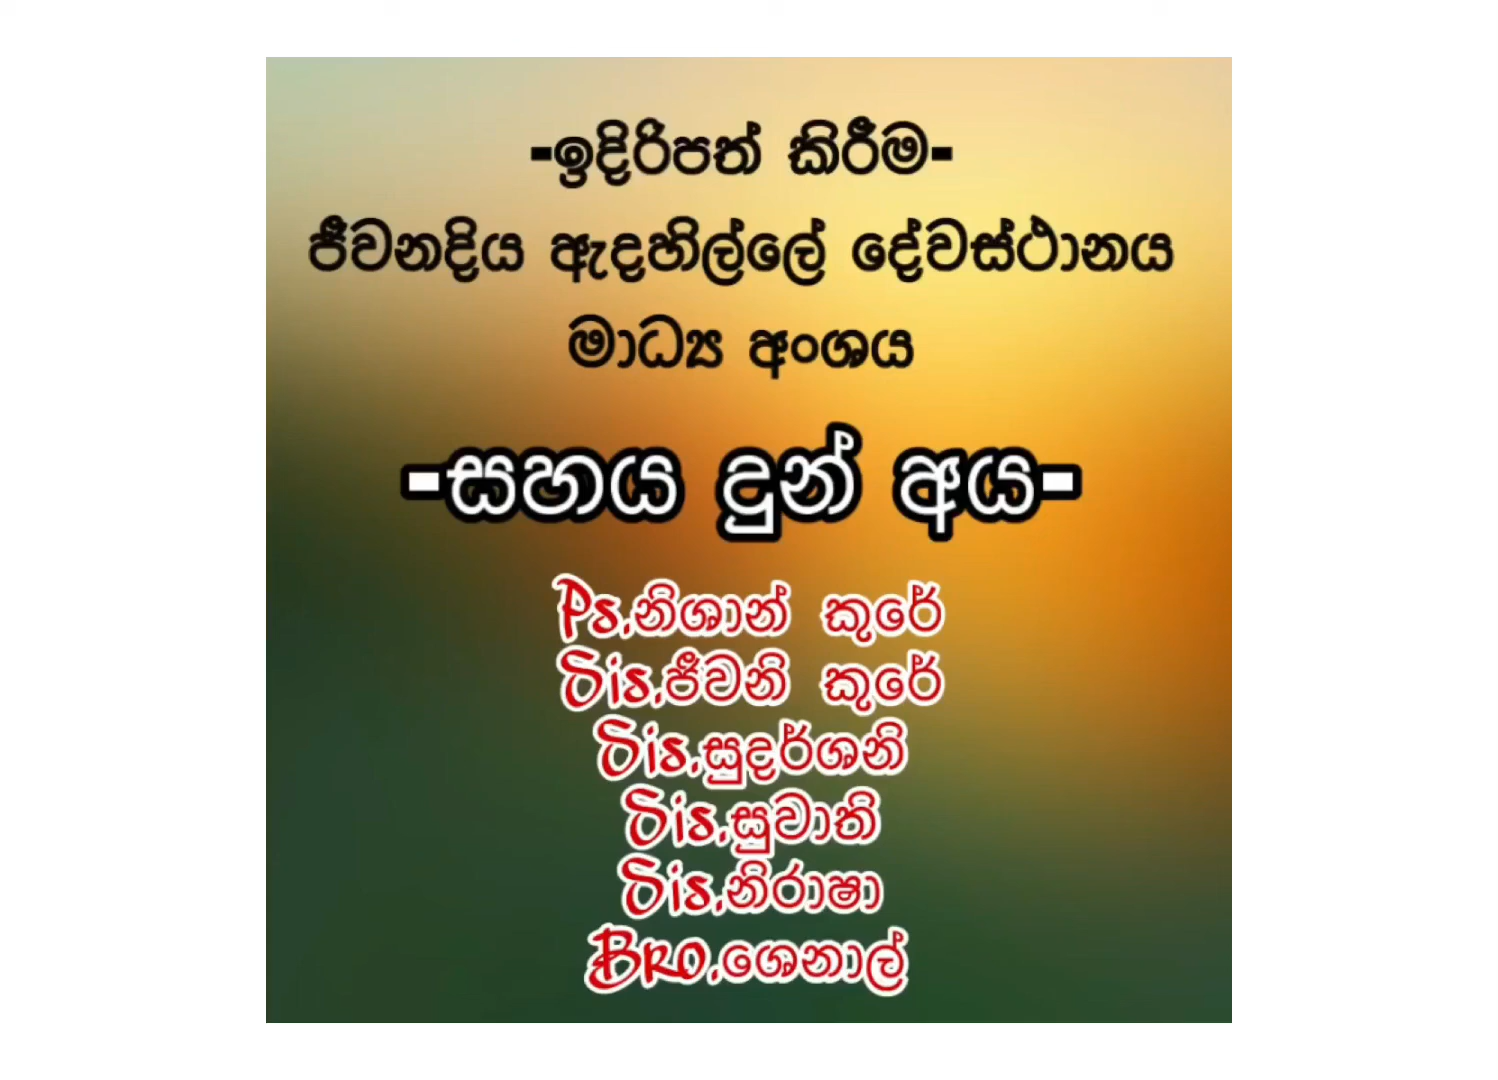 -ඉදිරිපත් කිරීම-
ජීවනදිය ඇදහිල්ලේ දේවස්ථානය
මාධ්‍ය අංශය
-සහය දුන් අය-
Ps.නිශාන් කුරේ
Sis.ජීවනි කුරේ
Sis.සුදර්ශනි
Sis.සුවාති
Sis.නිරාෂා
Bro.ශෙනාල්